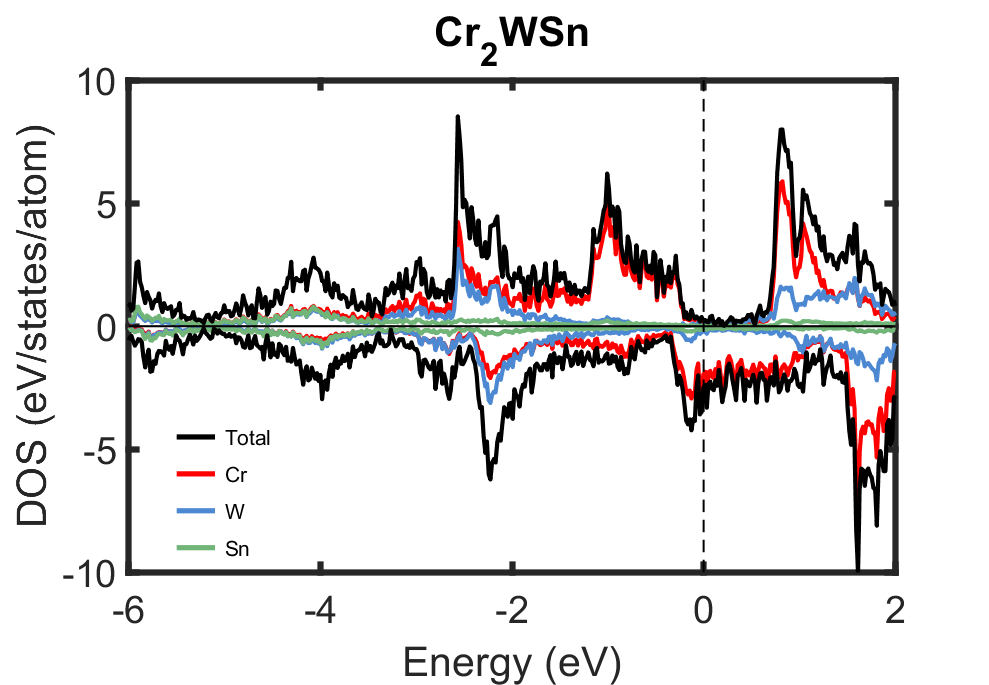 Cr₂WSn
10
5
0
-5
-10
DOS (eV/states/atom)
Total
Cr
W
Sn
-6 -4 -2 0 2
Energy (eV)